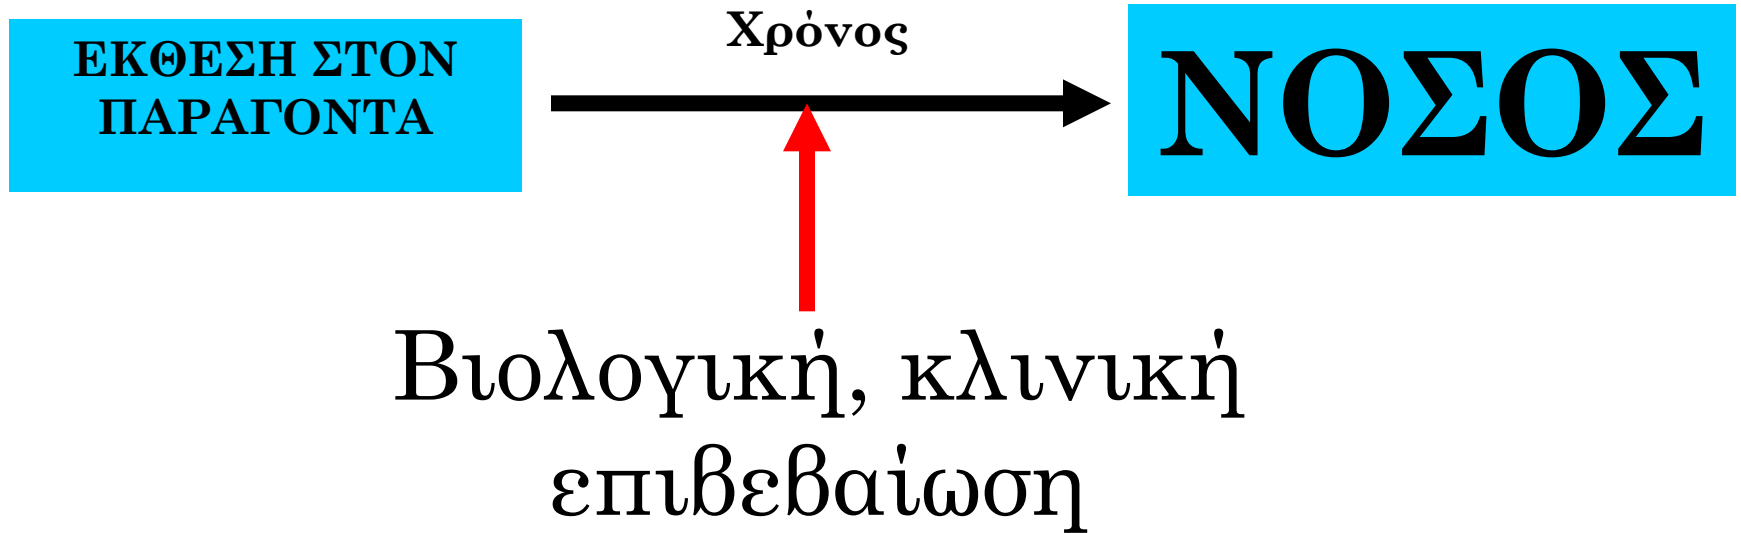 ΕΚΘΕΣΗ ΣΤΟΝ
ΠΑΡΑΓΟΝΤΑ
Χρόνος
ΝΟΣΟΣ
Βιολογική, κλινική
επιβεβαίωση